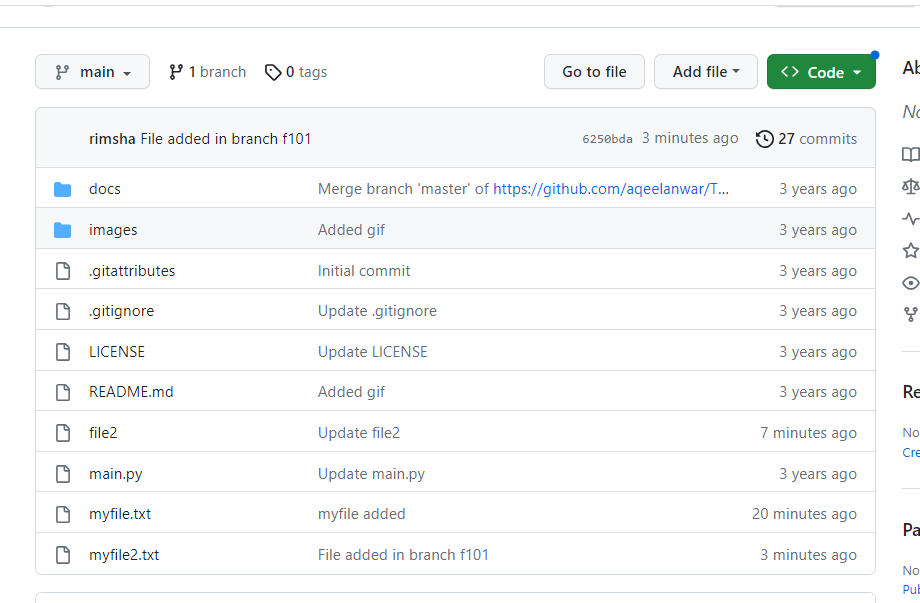 main 1 branch 0 tags Go to file Add file Code
rimsha File added in branch f101 6250bda 3 minutes ago 27 commits
docs Merge branch 'master' of https://github.com/aqeelanwar/T... 3 years ago
images Added gif 3 years ago
.gitattributes Initial commit 3 years ago
.gitignore Update .gitignore 3 years ago
LICENSE Update LICENSE 3 years ago
README.md Added gif 3 years ago
file2 Update file2 7 minutes ago
main.py Update main.py 3 years ago
myfile.txt myfile added 20 minutes ago
myfile2.txt File added in branch f101 3 minutes ago